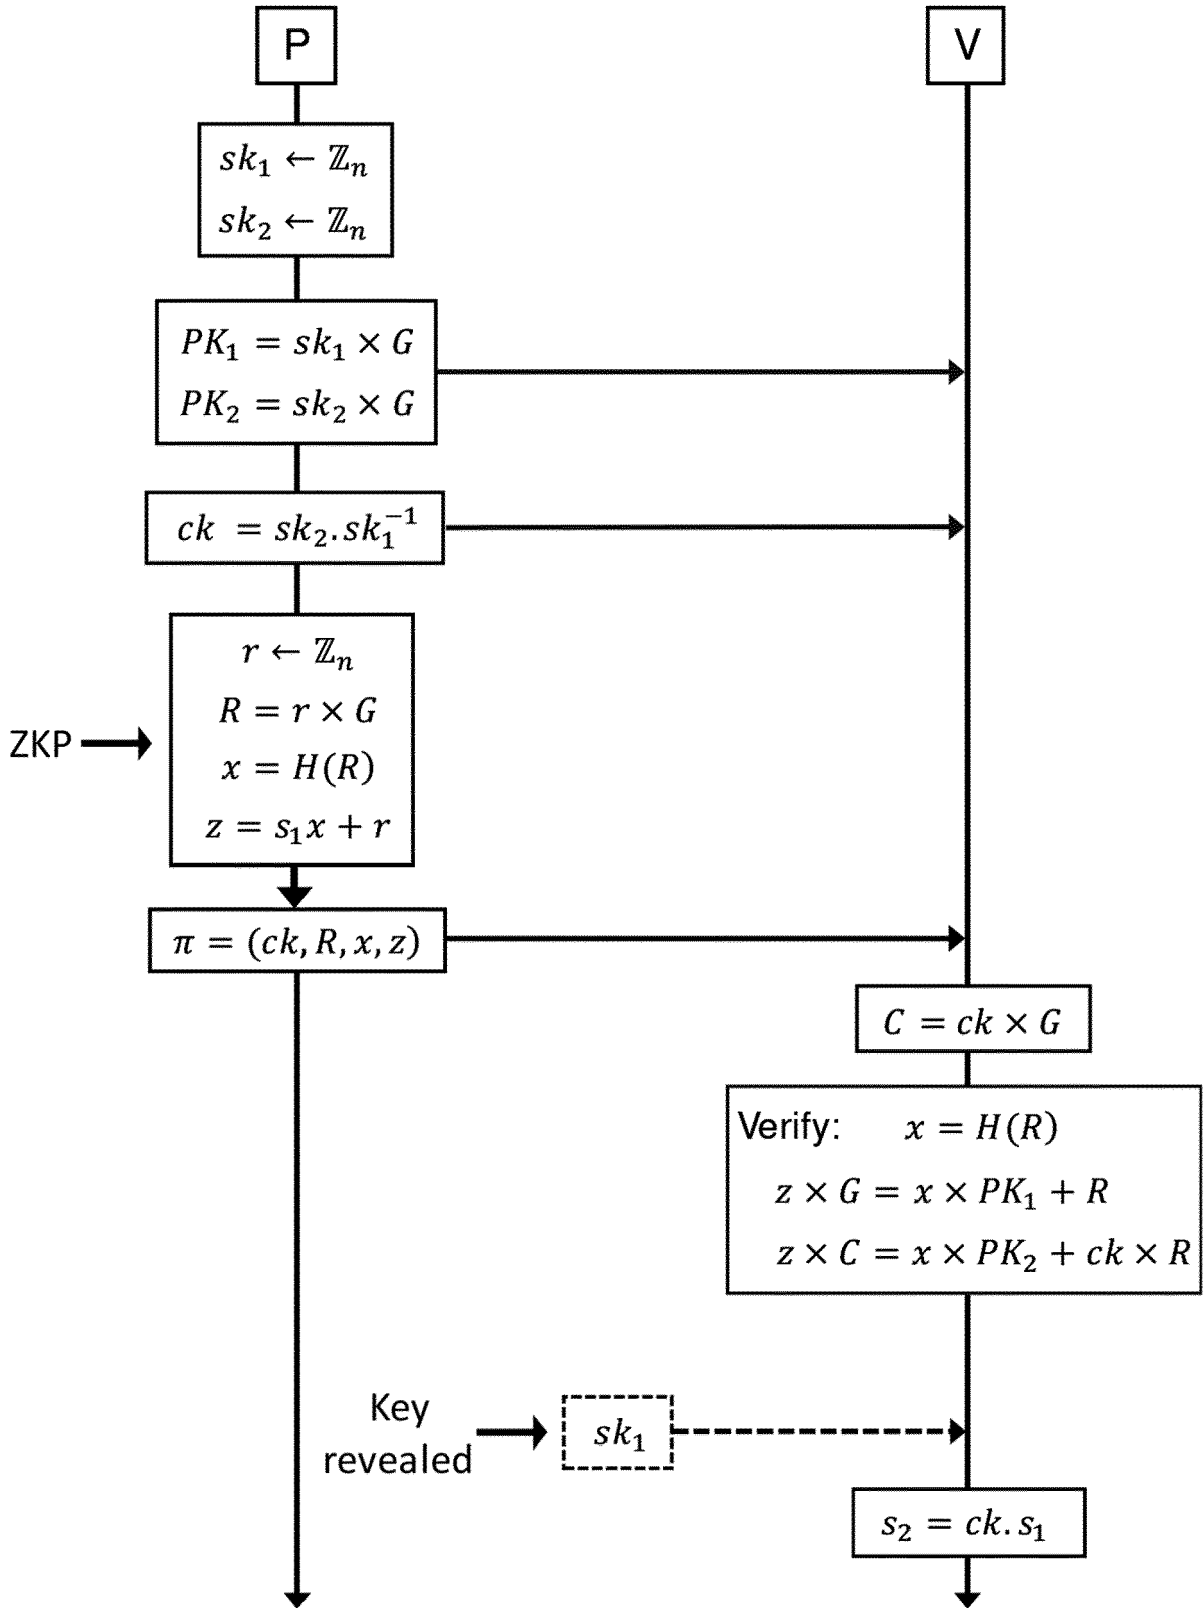 P
V
sk₁ ← ℤₙ
sk₂ ← ℤₙ
PK₁ = sk₁ × G
PK₂ = sk₂ × G
ck = sk₂.sk₁⁻¹
ZKP
r ← ℤₙ
R = r × G
x = H(R)
z = s₁x + r
π = (ck, R, x, z)
C = ck × G
Verify: x = H(R)
z × G = x × PK₁ + R
z × C = x × PK₂ + ck × R
Key
revealed
sk₁
s₂ = ck.s₁